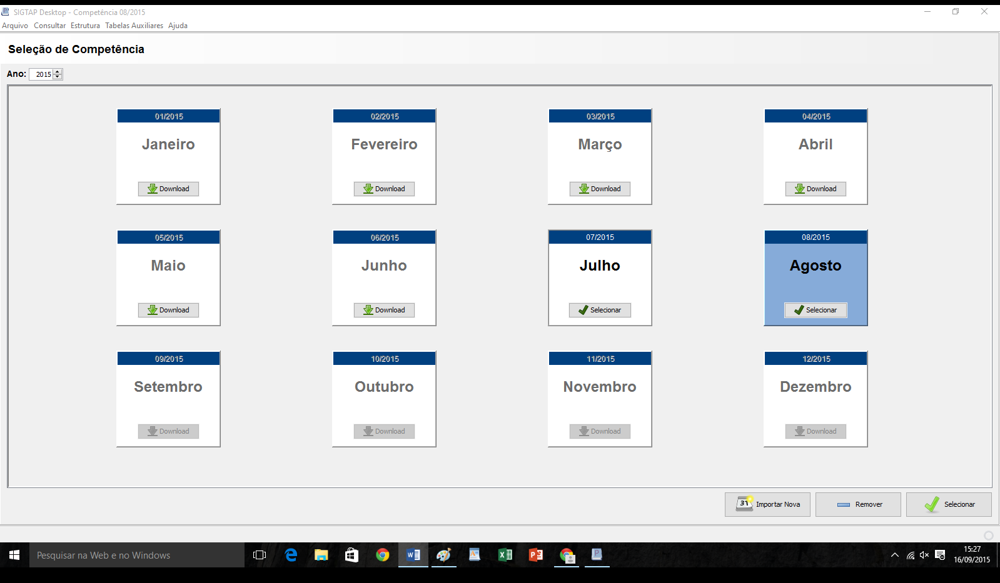 SIGTAP Desktop - Competência 08/2015
Arquivo Consultar Estrutura Tabelas Auxiliares Ajuda
Seleção de Competência
Ano: 2015
01/2015
Janeiro
Download
02/2015
Fevereiro
Download
03/2015
Março
Download
04/2015
Abril
Download
05/2015
Maio
Download
06/2015
Junho
Download
07/2015
Julho
Selecionar
08/2015
Agosto
Selecionar
09/2015
Setembro
Download
10/2015
Outubro
Download
11/2015
Novembro
Download
12/2015
Dezembro
Download
31 Importar Nova
Remover
Selecionar
Pesquisar na Web e no Windows
15:27
16/09/2015